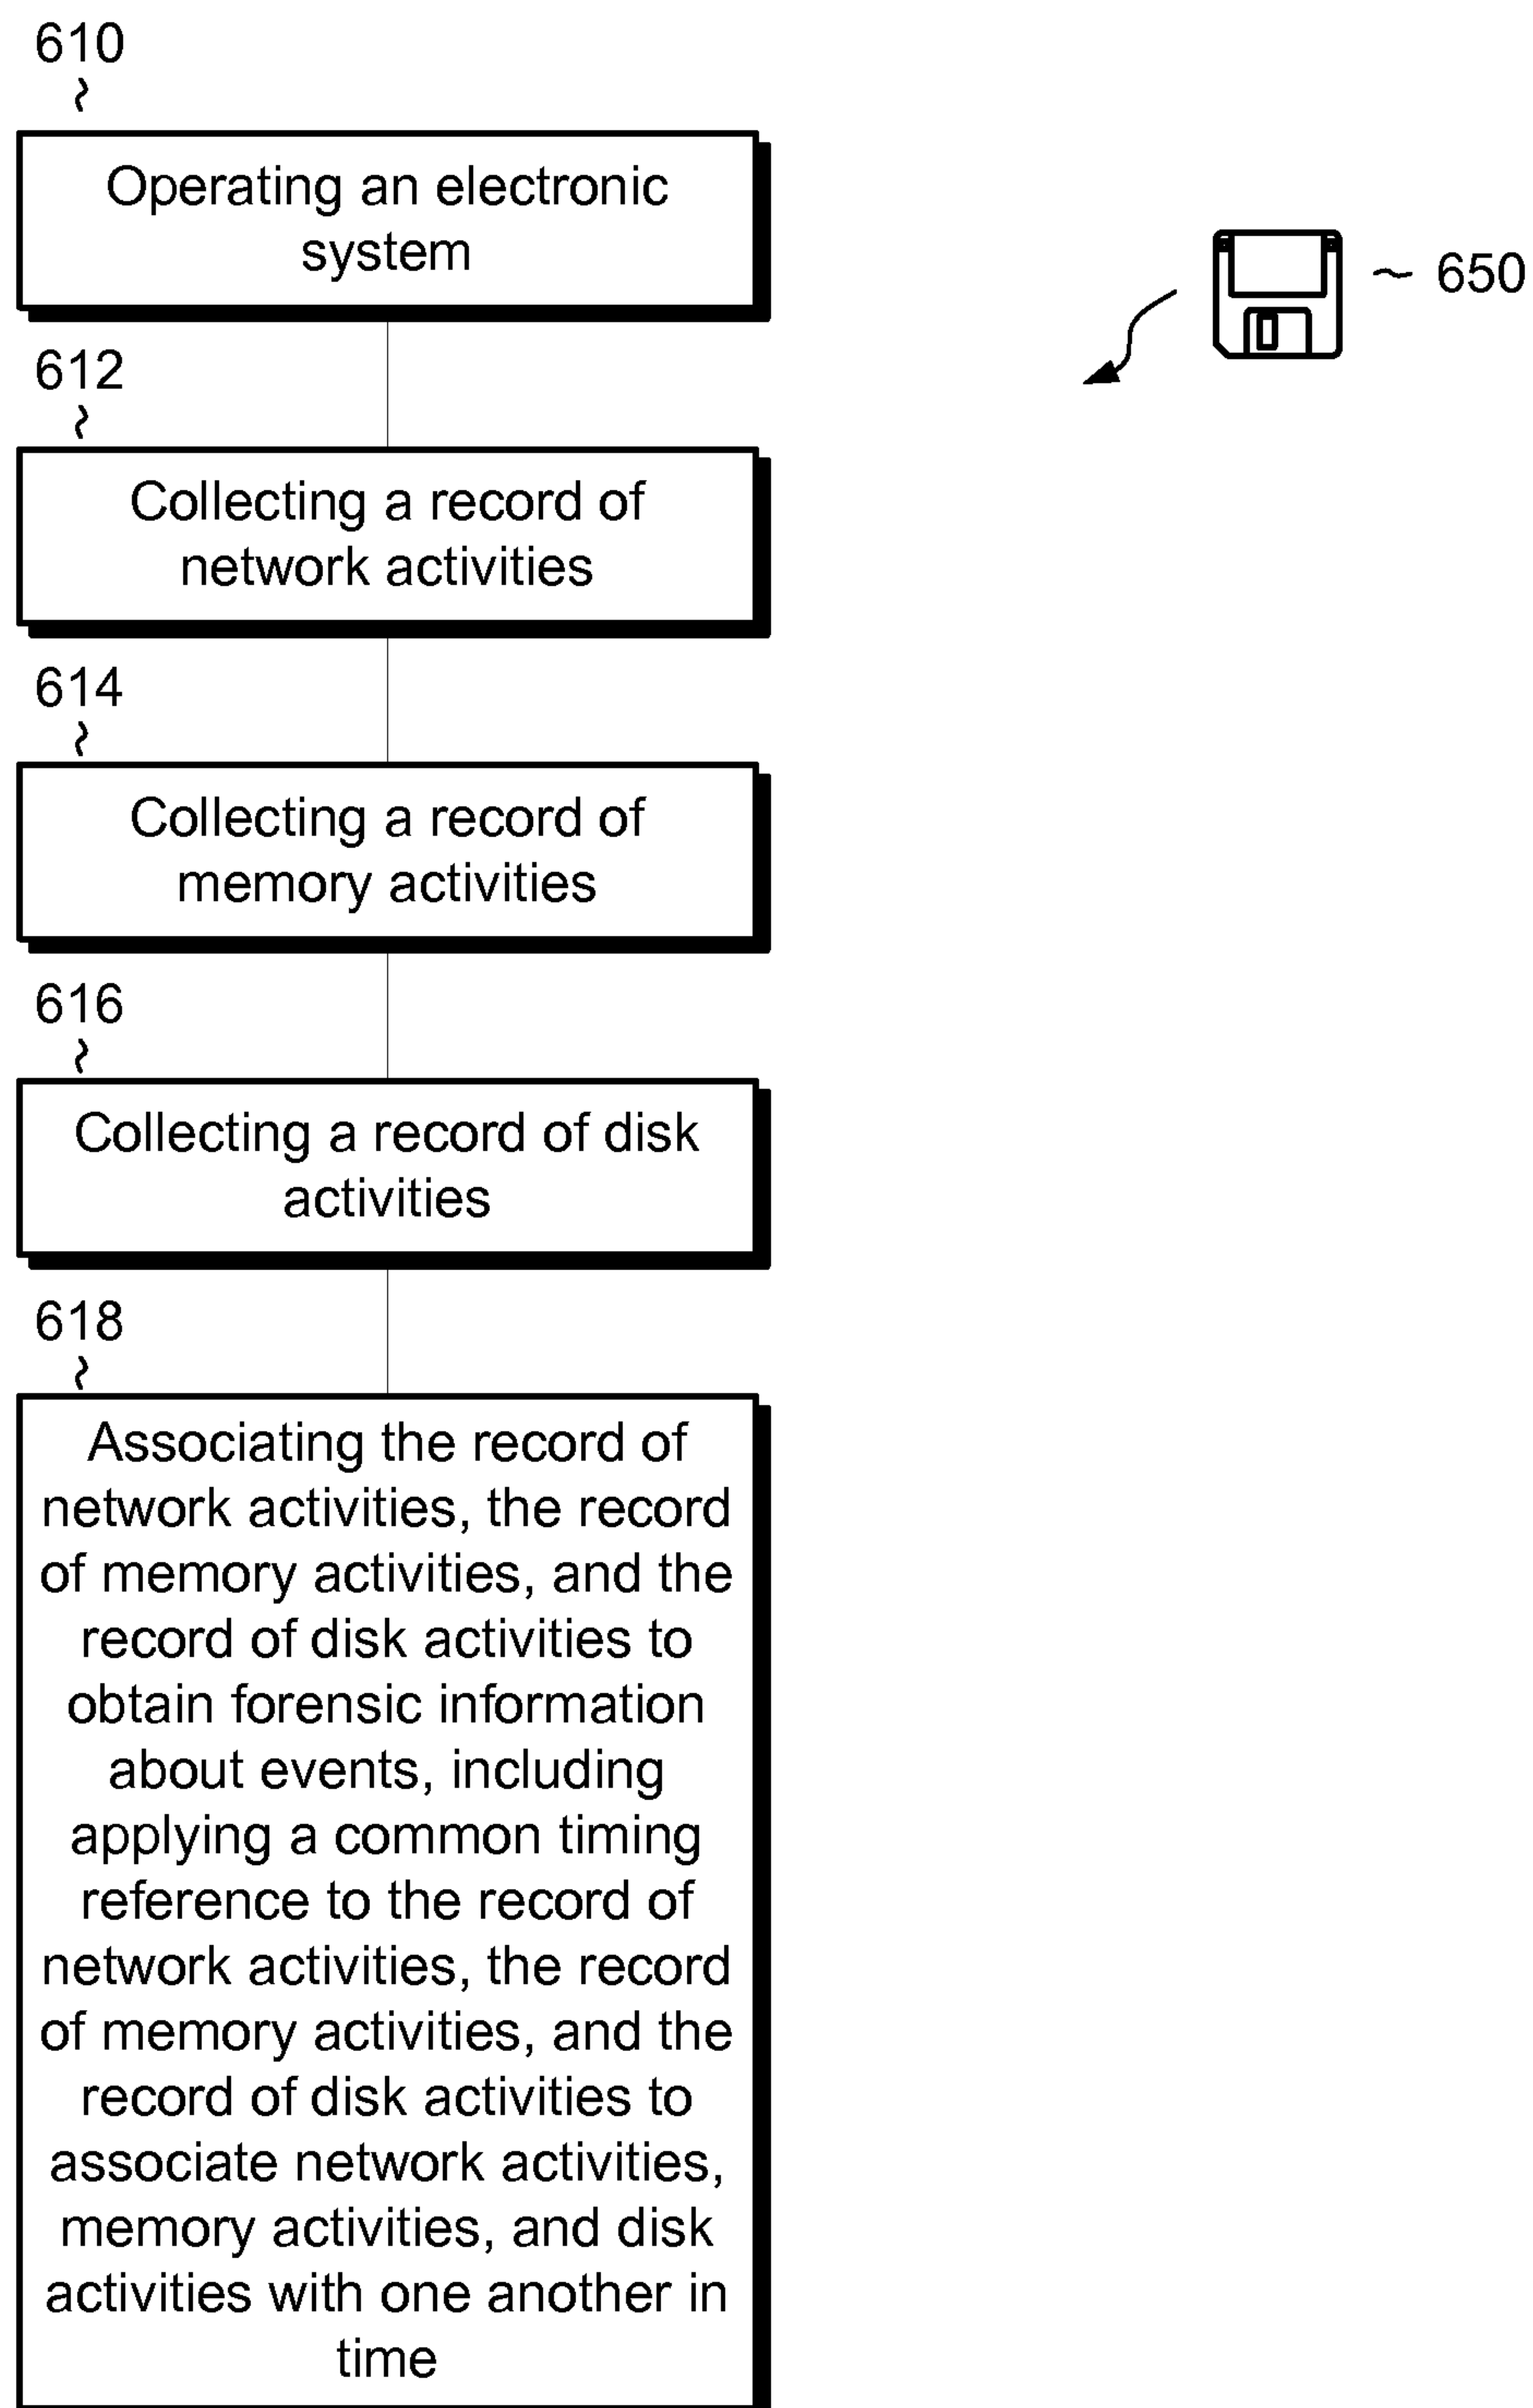 610
Operating an electronic
system
650
612
Collecting a record of
network activities
614
Collecting a record of
memory activities
616
Collecting a record of disk
activities
618
Associating the record of
network activities, the record
of memory activities, and the
record of disk activities to
obtain forensic information
about events, including
applying a common timing
reference to the record of
network activities, the record
of memory activities, and the
record of disk activities to
associate network activities,
memory activities, and disk
activities with one another in
time